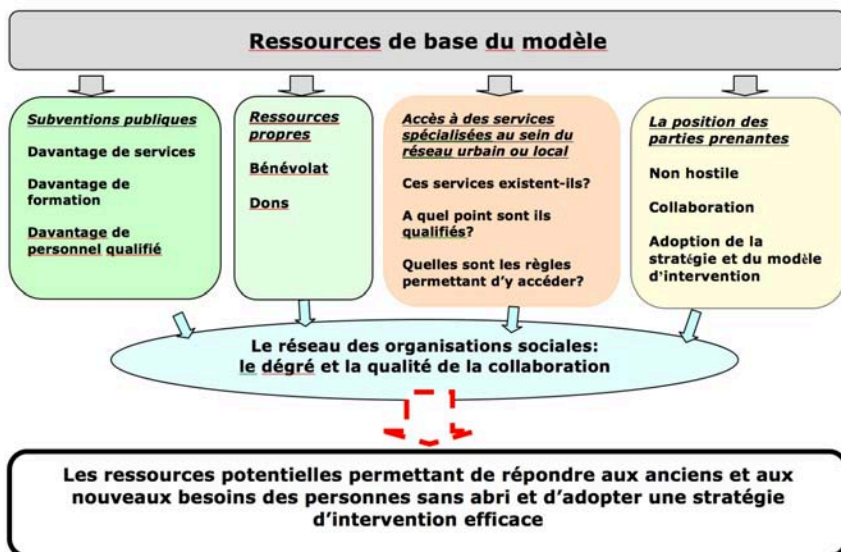 Ressources de base du modèle
Subventions publiques
Davantage de services
Davantage de
formation
Davantage de
personnel qualifié
Ressources
propres
Bénévolat
Dons
Accès à des services
spécialisées au sein du
réseau urbain ou local
Ces services existent-ils?
A quel point sont ils
qualifiés?
Quelles sont les règles
permettant d'y accéder?
La position des
parties prenantes
Non hostile
Collaboration
Adoption de la
stratégie et du modèle
d'intervention
Le réseau des organisations sociales:
le dégré et la qualité de la collaboration
Les ressources potentielles permettant de répondre aux anciens et aux
nouveaux besoins des personnes sans abri et d'adopter une stratégie
d'intervention efficace